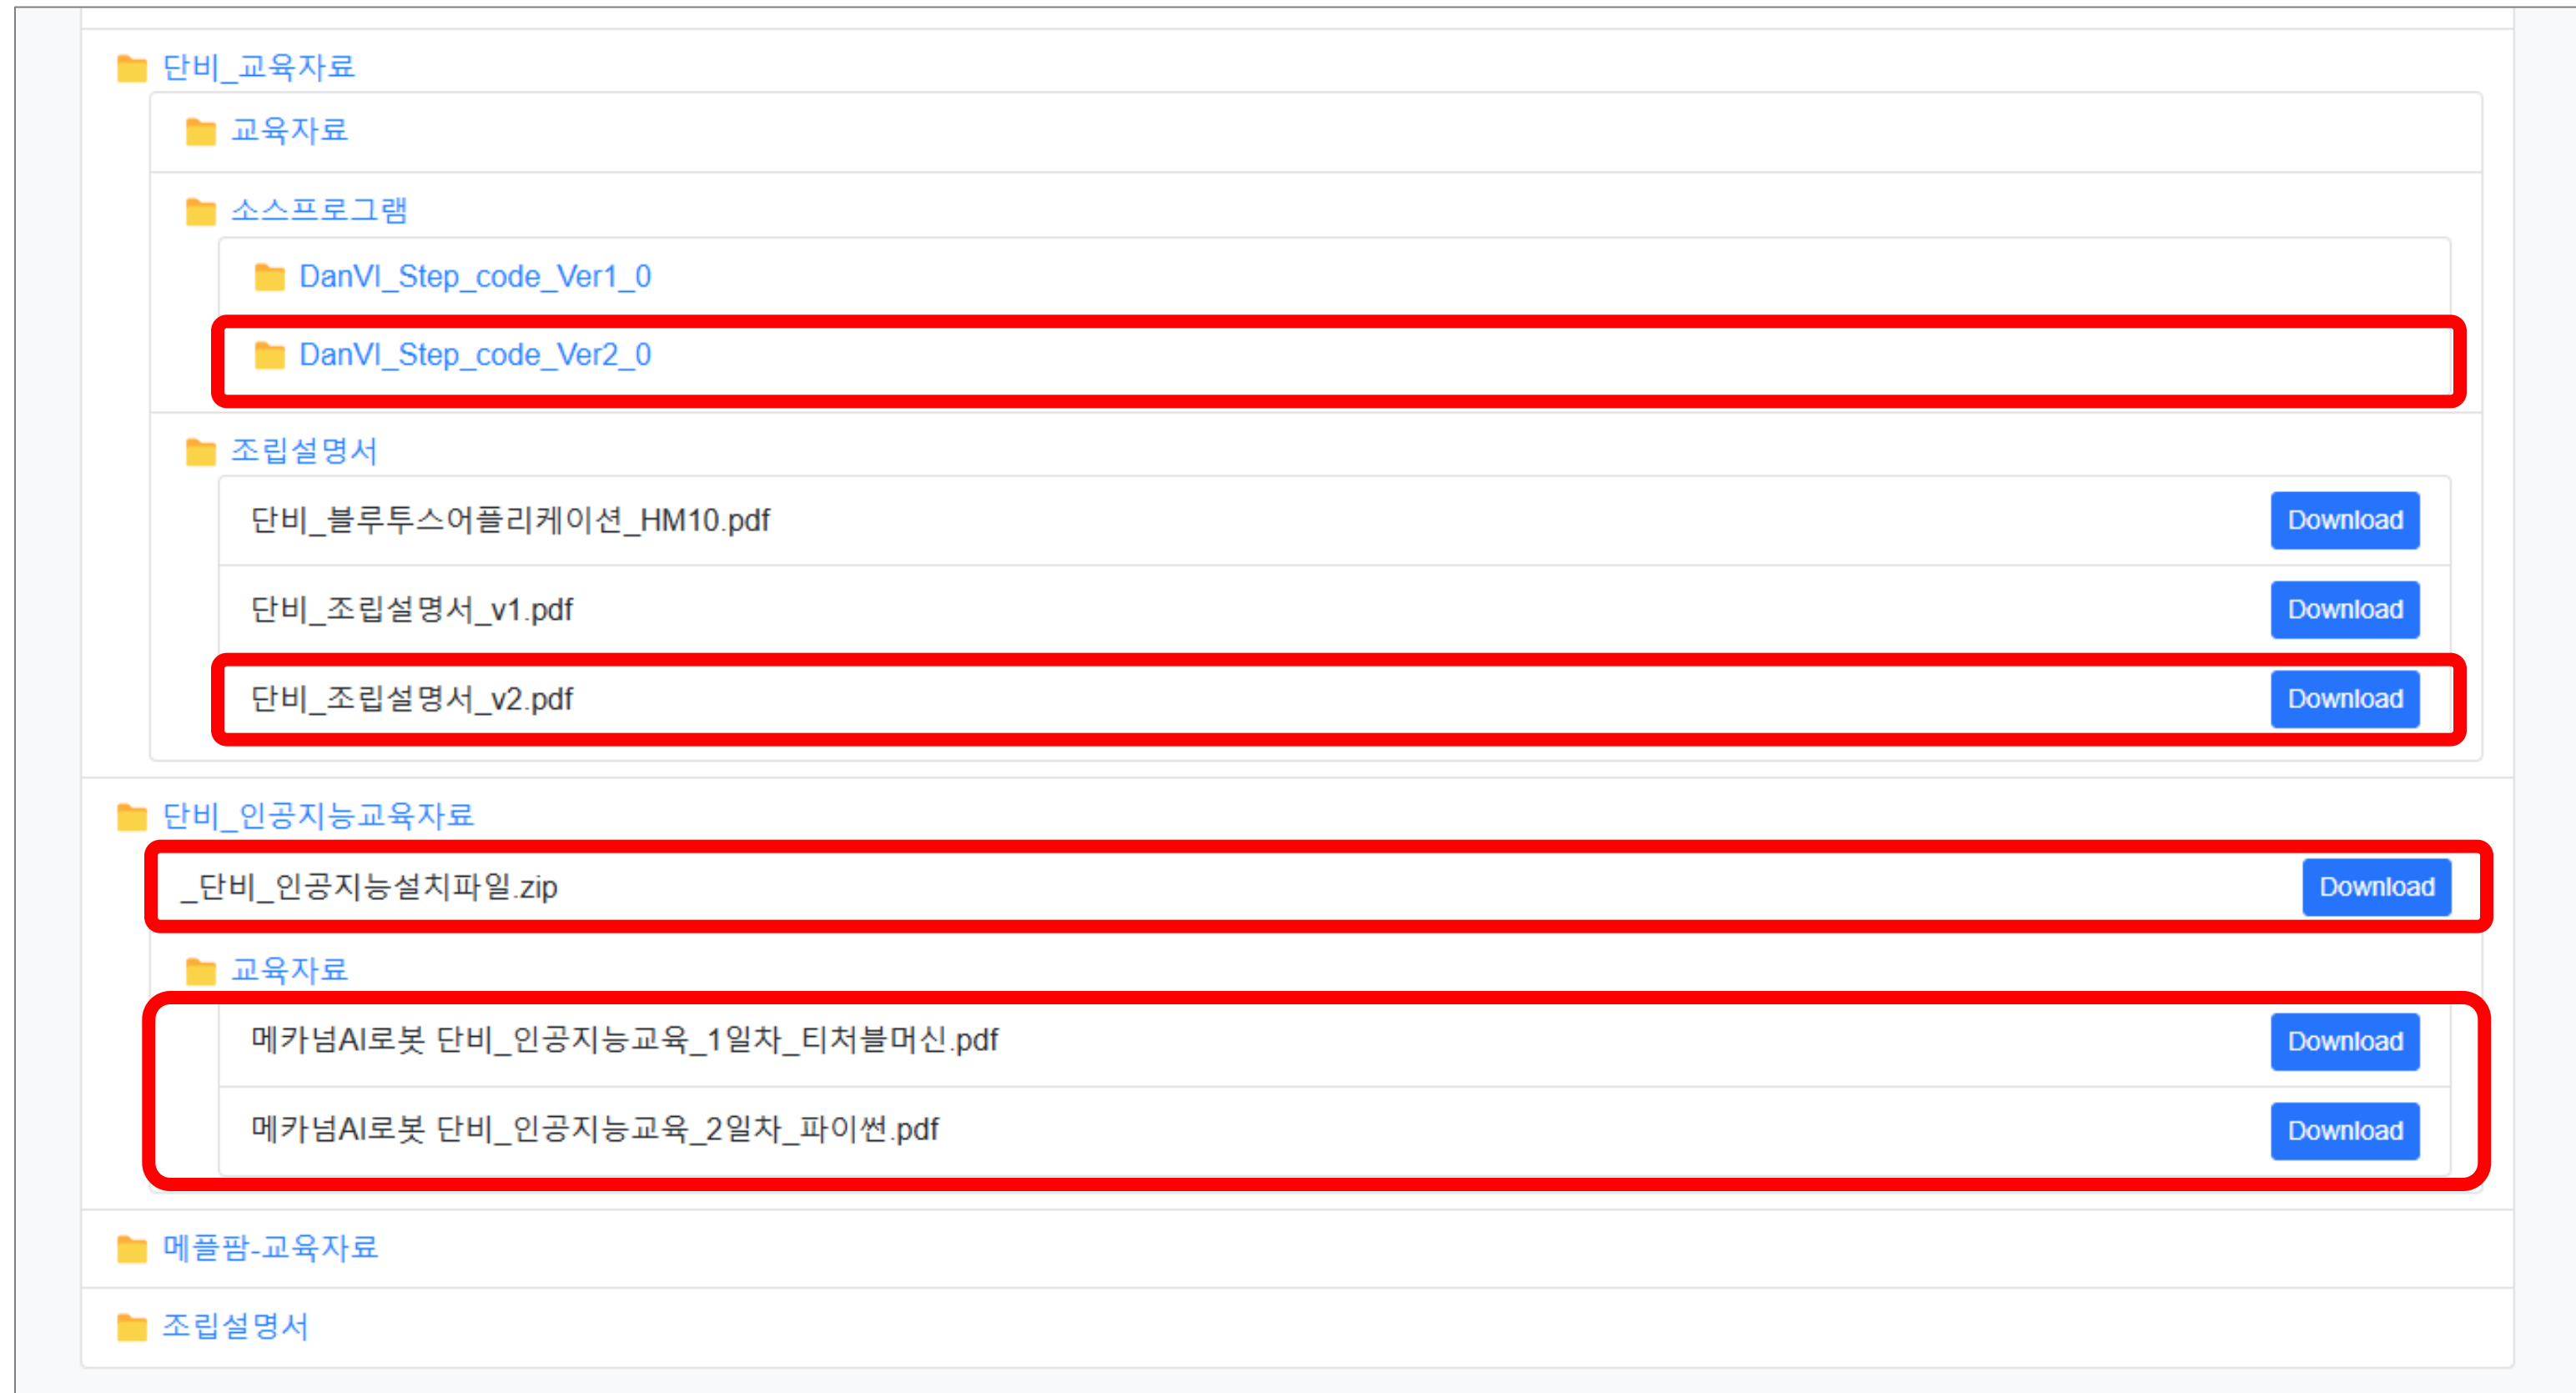 단비_교육자료
교육자료
소스프로그램
DanVI_Step_code_Ver1_0
DanVI_Step_code_Ver2_0
조립설명서
단비_블루투스어플리케이션_HM10.pdf Download
단비_조립설명서_v1.pdf Download
단비_조립설명서_v2.pdf Download
단비_인공지능교육자료
_단비_인공지능설치파일.zip Download
교육자료
메카넘AI로봇 단비_인공지능교육_1일차_티처블머신.pdf Download
메카넘AI로봇 단비_인공지능교육_2일차_파이썬.pdf Download
메플팜-교육자료
조립설명서